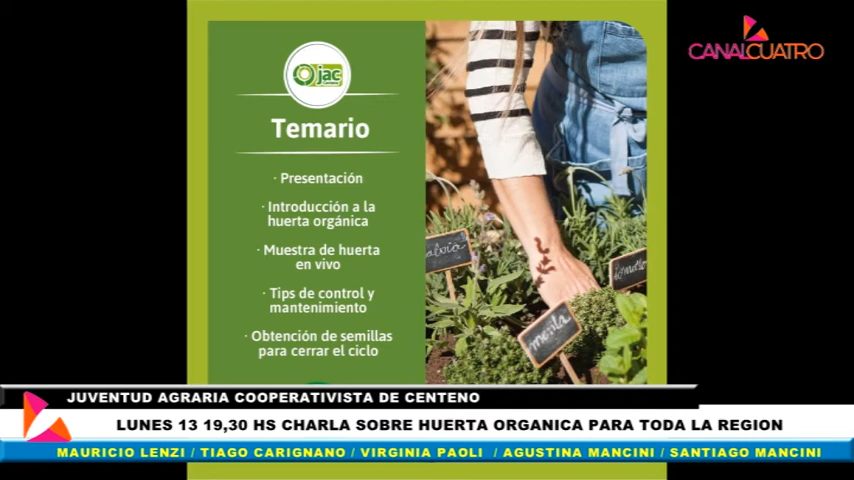 CANALCUATRO
jac
Temario
· Presentación
· Introducción a la
huerta orgánica
· Muestra de huerta
en vivo
· Tips de control y
mantenimiento
· Obtención de semillas
para cerrar el ciclo
tomillo
menta
JUVENTUD AGRARIA COOPERATIVISTA DE CENTENO
LUNES 13 19,30 HS CHARLA SOBRE HUERTA ORGANICA PARA TODA LA REGION
MAURICIO LENZI / TIAGO CARIGNANO / VIRGINIA PAOLI / AGUSTINA MANCINI / SANTIAGO MANCINI